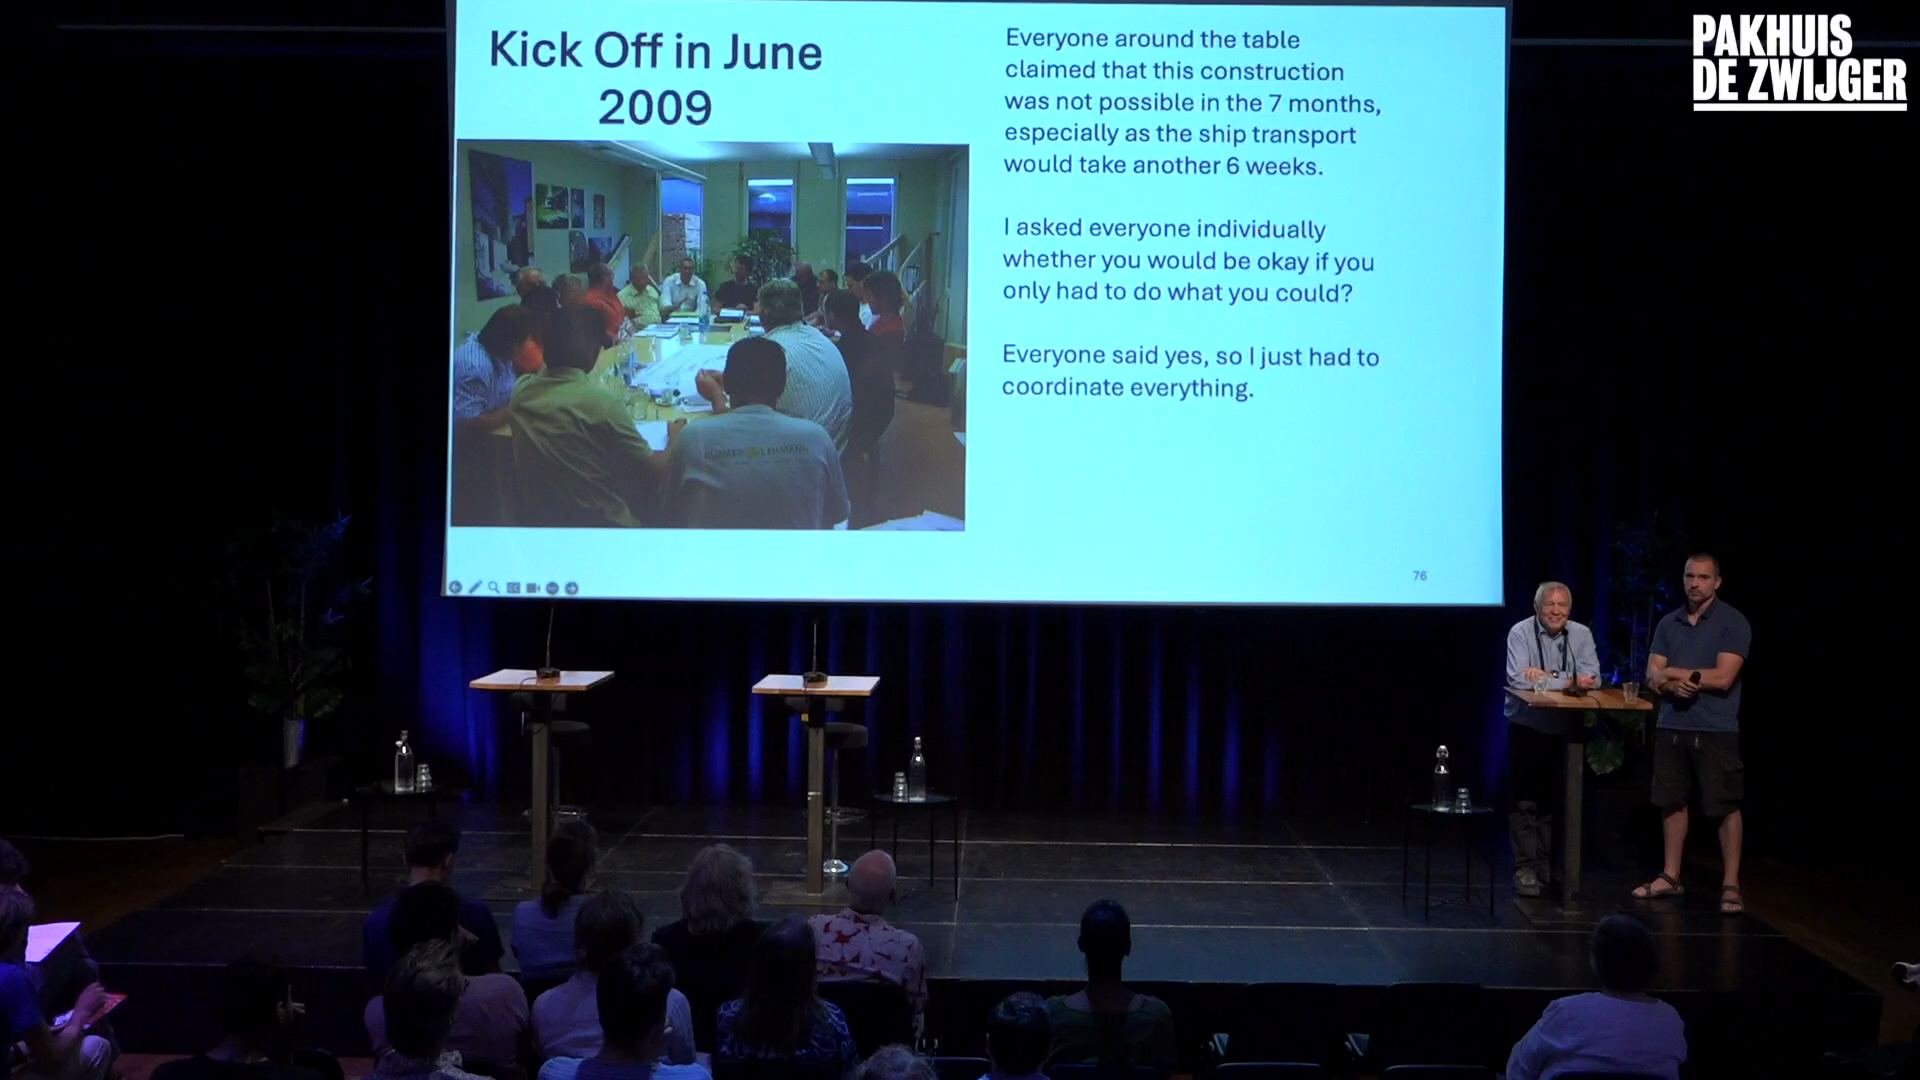 PAKHUIS
DE ZWIJGER
Kick Off in June
2009
Everyone around the table
claimed that this construction
was not possible in the 7 months,
especially as the ship transport
would take another 6 weeks.
I asked everyone individually
whether you would be okay if you
only had to do what you could?
Everyone said yes, so I just had to
coordinate everything.
LEHMANN
76